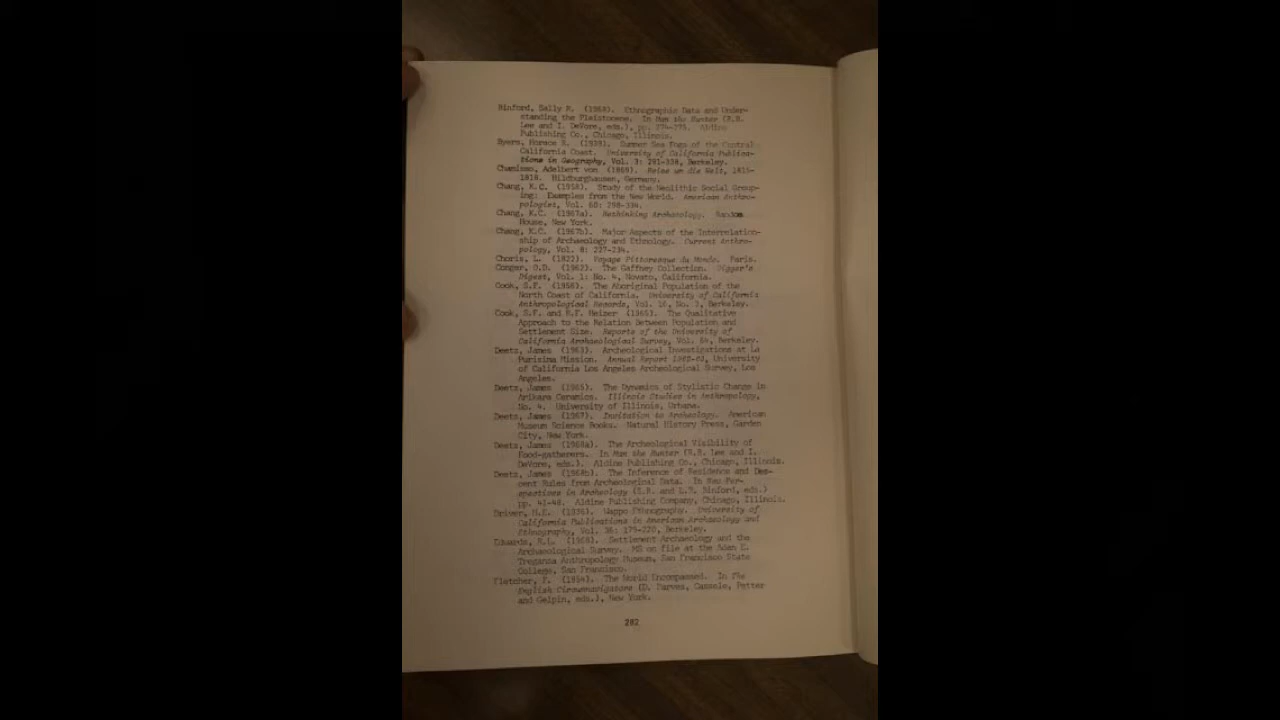 Binford, Sally R. (1968). Ethnographic Data and Under-
standing the Pleistocene. In Man the Hunter (R.B.
Lee and I. DeVore, eds.), pp. 274-275. Aldine
Publishing Co., Chicago, Illinois.
Byers, Horace R. (1930). Summer Sea Fogs of the Central
California Coast. University of California Publica-
tions in Geography, Vol. 3: 291-338, Berkeley.
Chamisso, Adelbert von (1869). Reise um die Welt, 1815-
1818. Hildburghausen, Germany.
Chang, K.C. (1958). Study of the Neolithic Social Group-
ing: Examples from the New World. American Anthro-
pologist, Vol. 60: 298-334.
Chang, K.C. (1967a). Rethinking Archaeology. Random
House, New York.
Chang, K.C. (1967b). Major Aspects of the Interrelation-
ship of Archaeology and Ethnology. Current Anthro-
pology, Vol. 8: 227-234.
Choris, L. (1822). Voyage Pittoresque du Monde. Paris.
Conger, O.D. (1962). The Gaffney Collection. Digger's
Digest, Vol. 1: No. 4, Novato, California.
Cook, S.F. (1956). The Aboriginal Population of the
North Coast of California. University of California
Anthropological Records, Vol. 16, No. 3, Berkeley.
Cook, S.F. and R.F. Heizer (1965). The Qualitative
Approach to the Relation Between Population and
Settlement Size. Reports of the University of
California Archaeological Survey, Vol. 64, Berkeley.
Deetz, James (1963). Archeological Investigations at La
Purisima Mission. Annual Report 1962-63, University
of California Los Angeles Archeological Survey, Los
Angeles.
Deetz, James (1965). The Dynamics of Stylistic Change in
Arikara Ceramics. Illinois Studies in Anthropology,
No. 4. University of Illinois, Urbana.
Deetz, James (1967). Invitation to Archeology. American
Museum Science Books. Natural History Press, Garden
City, New York.
Deetz, James (1968a). The Archeological Visibility of
Food-gatherers. In Man the Hunter (R.B. Lee and I.
DeVore, eds.). Aldine Publishing Co., Chicago, Illinois.
Deetz, James (1968b). The Inference of Residence and Des-
cent Rules from Archeological Data. In New Per-
spectives in Archeology (S.R. and L.R. Binford, eds.)
pp. 41-48. Aldine Publishing Company, Chicago, Illinois.
Driver, H.E. (1936). Wappo Ethnography. University of
California Publications in American Archaeology and
Ethnography, Vol. 36: 179-220, Berkeley.
Edwards, R.L. (1968). Settlement Archaeology and the
Archaeological Survey. MS on file at the Adan E.
Treganza Anthropology Museum, San Francisco State
College, San Francisco.
Fletcher, F. (1854). The World Encompassed. In The
English Circumnavigators (D. Purves, Cassele, Petter
and Gelpin, eds.), New York.
282